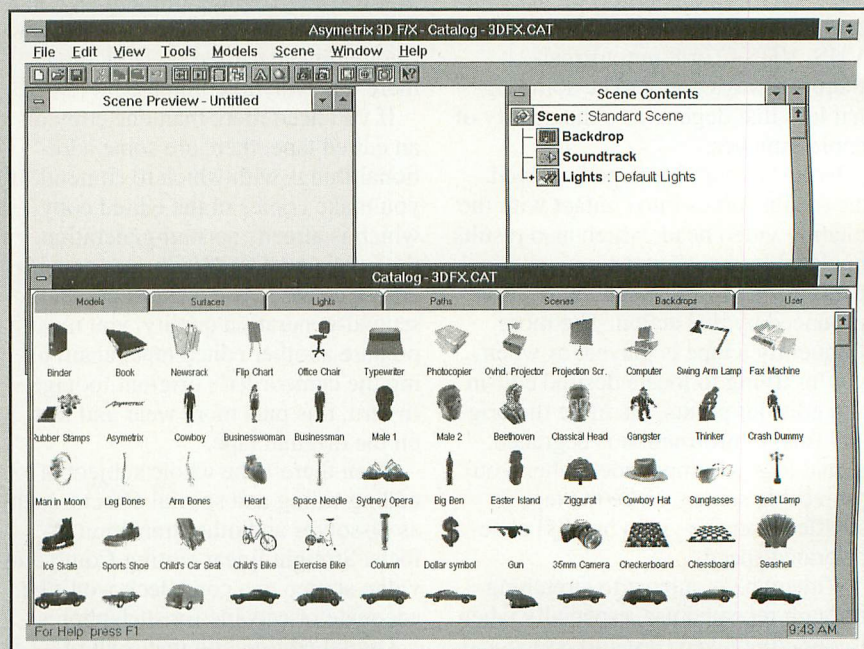 Asymetrix 3D F/X - Catalog - 3DFX.CAT
File Edit View Tools Models Scene Window Help
Scene Preview - Untitled
Scene Contents
Scene : Standard Scene
Backdrop
Soundtrack
Lights : Default Lights
Catalog - 3DFX.CAT
Models Surfaces Lights Paths Scenes Backdrops User
Binder Book Newsrack Flip Chart Office Chair Typewriter Photocopier Ovhd. Projector Projection Scr. Computer Swing Arm Lamp Fax Machine
Rubber Stamps Asymetrix Cowboy Businesswoman Businessman Male 1 Male 2 Beethoven Classical Head Gangster Thinker Crash Dummy
Man in Moon Leg Bones Arm Bones Heart Space Needle Sydney Opera Big Ben Easter Island Ziggurat Cowboy Hat Sunglasses Street Lamp
Ice Skate Sports Shoe Child's Car Seat Child's Bike Exercise Bike Column Dollar symbol Gun 35mm Camera Checkerboard Chessboard Seashell
For Help, press F1
9:43 AM